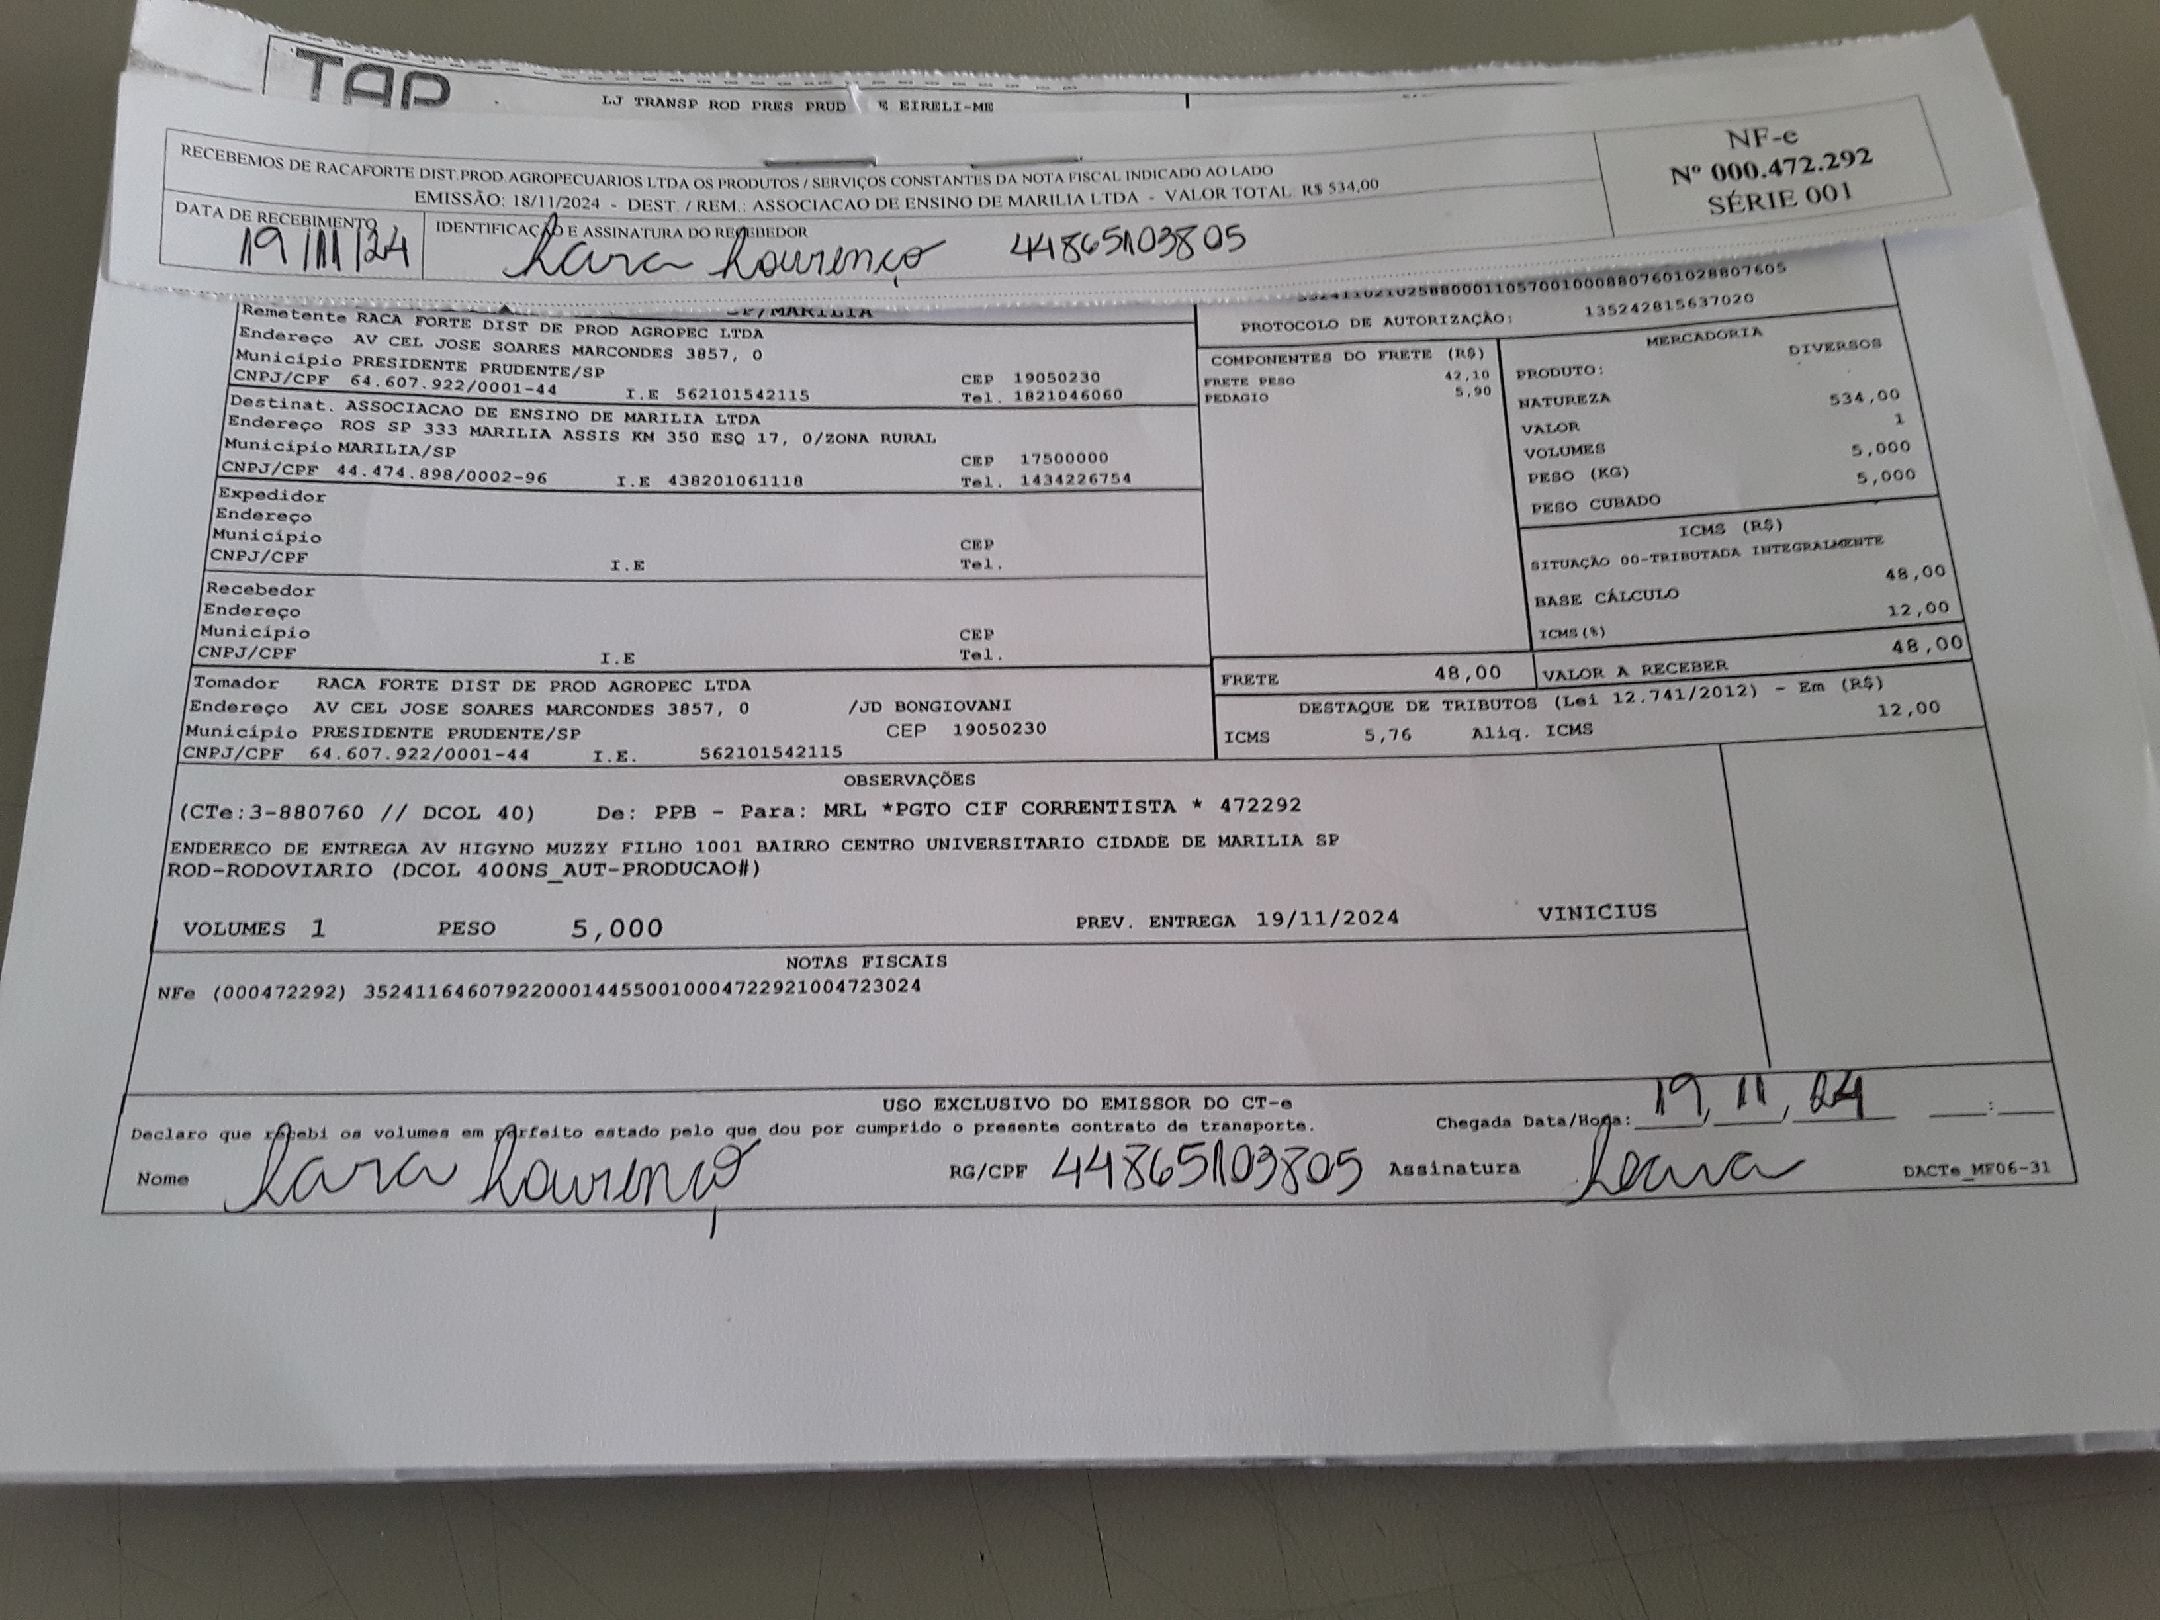 TAP
LJ TRANSP ROD PRES PRUD E EIRELI-ME
RECEBEMOS DE RACAFORTE DIST.PROD.AGROPECUARIOS LTDA OS PRODUTOS / SERVIÇOS CONSTANTES DA NOTA FISCAL INDICADO AO LADO
EMISSÃO: 18/11/2024 - DEST. / REM.: ASSOCIACAO DE ENSINO DE MARILIA LTDA - VALOR TOTAL: R$ 534,00
NF-e
Nº 000.472.292
SÉRIE 001
DATA DE RECEBIMENTO
19/11/24
IDENTIFICAÇÃO E ASSINATURA DO RECEBEDOR
Lara Lourenço 44865103805
SP/MARILIA
Remetente RACA FORTE DIST DE PROD AGROPEC LTDA
Endereço AV CEL JOSE SOARES MARCONDES 3857, 0
Município PRESIDENTE PRUDENTE/SP CEP 19050230
CNPJ/CPF 64.607.922/0001-44 I.E 562101542115 Tel. 1821046060
Destinat. ASSOCIACAO DE ENSINO DE MARILIA LTDA
Endereço ROS SP 333 MARILIA ASSIS KM 350 ESQ 17, 0/ZONA RURAL
Município MARILIA/SP CEP 17500000
CNPJ/CPF 44.474.898/0002-96 I.E 438201061118 Tel. 1434226754
Expedidor
Endereço
Município CEP
CNPJ/CPF I.E Tel.
Recebedor
Endereço
Município CEP
CNPJ/CPF I.E Tel.
Tomador RACA FORTE DIST DE PROD AGROPEC LTDA
Endereço AV CEL JOSE SOARES MARCONDES 3857, 0 /JD BONGIOVANI
Município PRESIDENTE PRUDENTE/SP CEP 19050230
CNPJ/CPF 64.607.922/0001-44 I.E. 562101542115
PROTOCOLO DE AUTORIZAÇÃO: 135242815637020
COMPONENTES DO FRETE (R$)
FRETE PESO 42,10
PEDAGIO 5,90
MERCADORIA
PRODUTO: DIVERSOS
NATUREZA
VALOR 534,00
VOLUMES 1
PESO (KG) 5,000
PESO CUBADO 5,000
ICMS (R$)
SITUAÇÃO 00-TRIBUTADA INTEGRALMENTE
BASE CÁLCULO 48,00
ICMS(%) 12,00
FRETE 48,00 VALOR A RECEBER 48,00
DESTAQUE DE TRIBUTOS (Lei 12.741/2012) - Em (R$)
ICMS 5,76 Aliq. ICMS 12,00
OBSERVAÇÕES
(CTe:3-880760 // DCOL 40) De: PPB - Para: MRL *PGTO CIF CORRENTISTA * 472292
ENDERECO DE ENTREGA AV HIGYNO MUZZY FILHO 1001 BAIRRO CENTRO UNIVERSITARIO CIDADE DE MARILIA SP
ROD-RODOVIARIO (DCOL 400NS_AUT-PRODUCAO#)
VOLUMES 1 PESO 5,000 PREV. ENTREGA 19/11/2024 VINICIUS
NOTAS FISCAIS
NFe (000472292) 35241164607922000144550010004722921004723024
USO EXCLUSIVO DO EMISSOR DO CT-e
Declaro que recebi os volumes em perfeito estado pelo que dou por cumprido o presente contrato de transporte. Chegada Data/Hora: 19, 11, 24 :
Nome Lara Lourenço RG/CPF 44865103805 Assinatura Lara DACTe_MF06-31